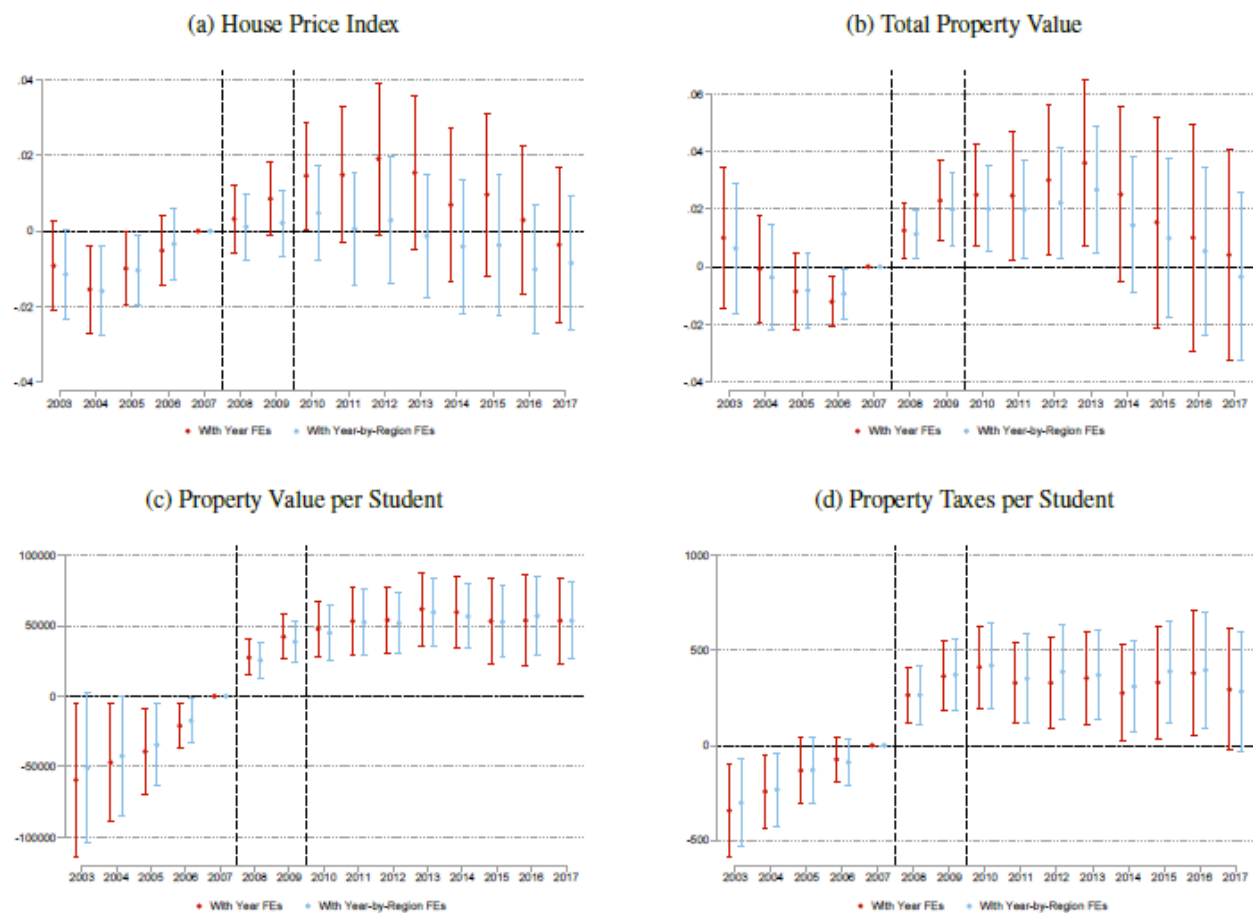 (a) House Price Index
.04
.02
0
-.02
-.04
2003 2004 2005 2006 2007 2008 2009 2010 2011 2012 2013 2014 2015 2016 2017
With Year FEs With Year-by-Region FEs
(b) Total Property Value
.06
.04
.02
0
-.02
-.04
2003 2004 2005 2006 2007 2008 2009 2010 2011 2012 2013 2014 2015 2016 2017
With Year FEs With Year-by-Region FEs
(c) Property Value per Student
100000
50000
0
-50000
-100000
2003 2004 2005 2006 2007 2008 2009 2010 2011 2012 2013 2014 2015 2016 2017
With Year FEs With Year-by-Region FEs
(d) Property Taxes per Student
1000
500
0
-500
2003 2004 2005 2006 2007 2008 2009 2010 2011 2012 2013 2014 2015 2016 2017
With Year FEs With Year-by-Region FEs